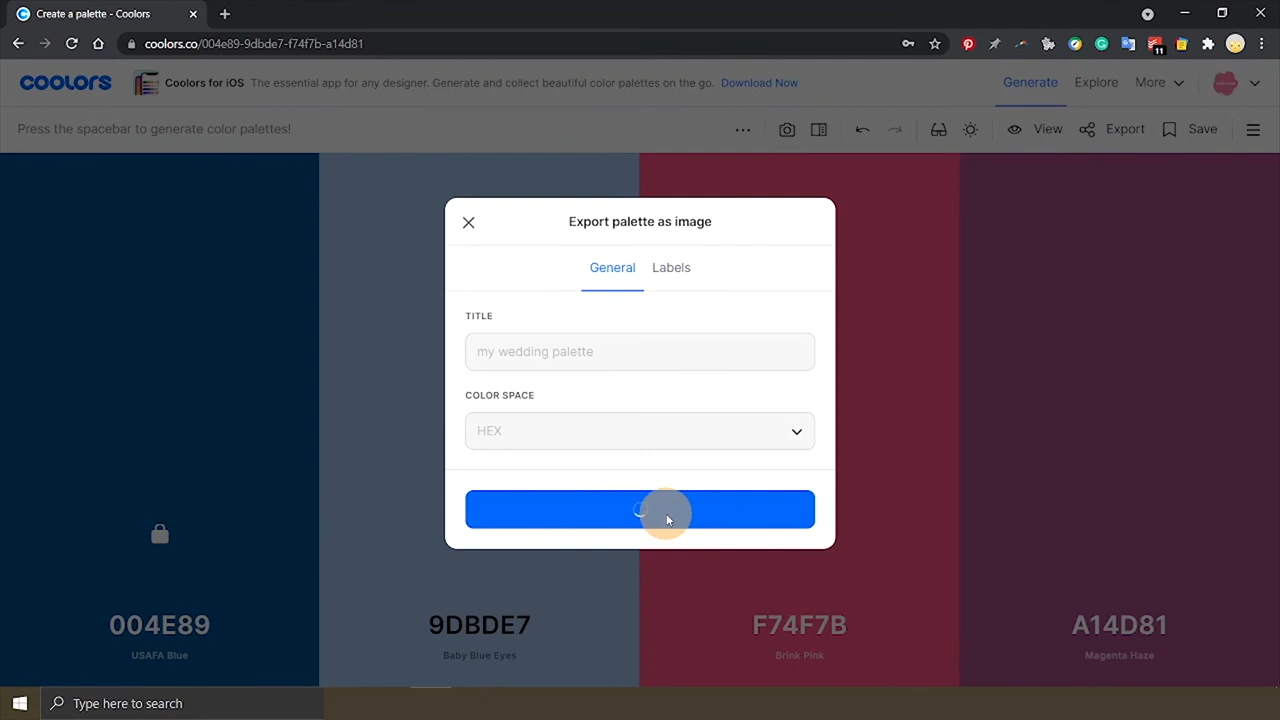 Create a palette - Coolors
coolors.co/004e89-9dbde7-f74f7b-a14d81
11
coolors
Coolors for iOS The essential app for any designer. Generate and collect beautiful color palettes on the go. Download Now
Generate Explore More
Press the spacebar to generate color palettes!
View Export Save
Export palette as image
General Labels
TITLE
my wedding palette
COLOR SPACE
HEX
004E89 9DBDE7 F74F7B A14D81
USAFA Blue Baby Blue Eyes Brink Pink Magenta Haze
Type here to search